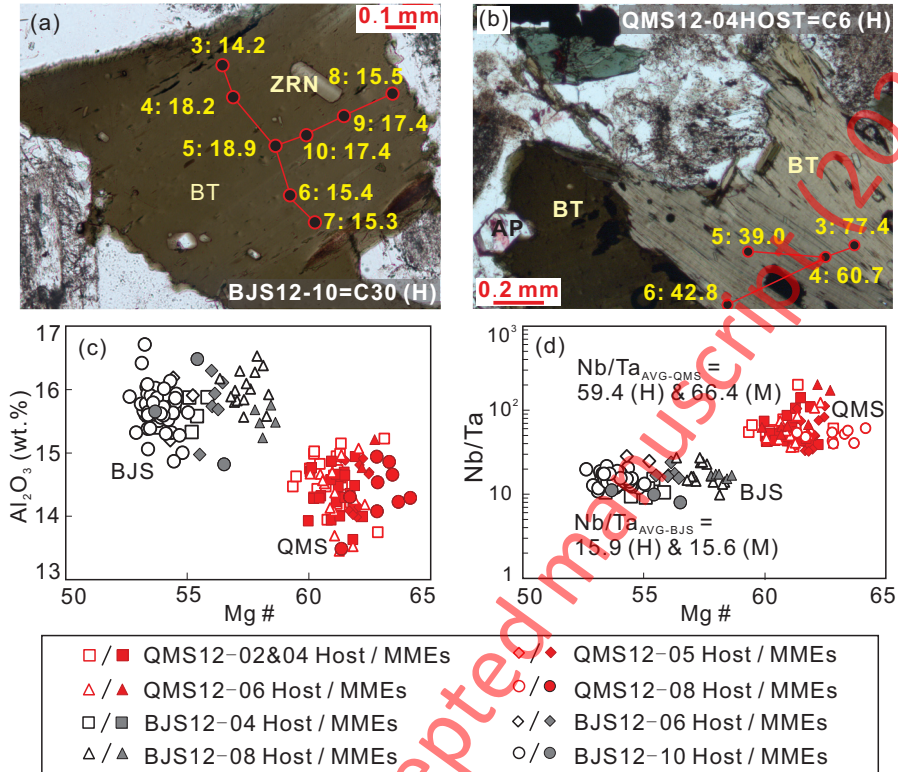 (a)
0.1 mm
3: 14.2
ZRN
8: 15.5
4: 18.2
9: 17.4
5: 18.9
10: 17.4
BT
6: 15.4
7: 15.3
BJS12-10=C30 (H)
(b)
QMS12-04HOST=C6 (H)
BT
BT
AP
5: 39.0
3: 77.4
4: 60.7
6: 42.8
0.2 mm
(c)
17
16
15
14
13
Al2O3 (wt.%)
BJS
QMS
50
55
60
65
Mg #
(d)
10³
10²
10
1
Nb/Ta
Nb/TaAVG-QMS =
59.4 (H) & 66.4 (M)
QMS
BJS
Nb/TaAVG-BJS =
15.9 (H) & 15.6 (M)
50
55
60
65
Mg #
/ QMS12-02&04 Host / MMEs
/ QMS12-05 Host / MMEs
/ QMS12-06 Host / MMEs
/ QMS12-08 Host / MMEs
/ BJS12-04 Host / MMEs
/ BJS12-06 Host / MMEs
/ BJS12-08 Host / MMEs
/ BJS12-10 Host / MMEs
cepted manuscript (20